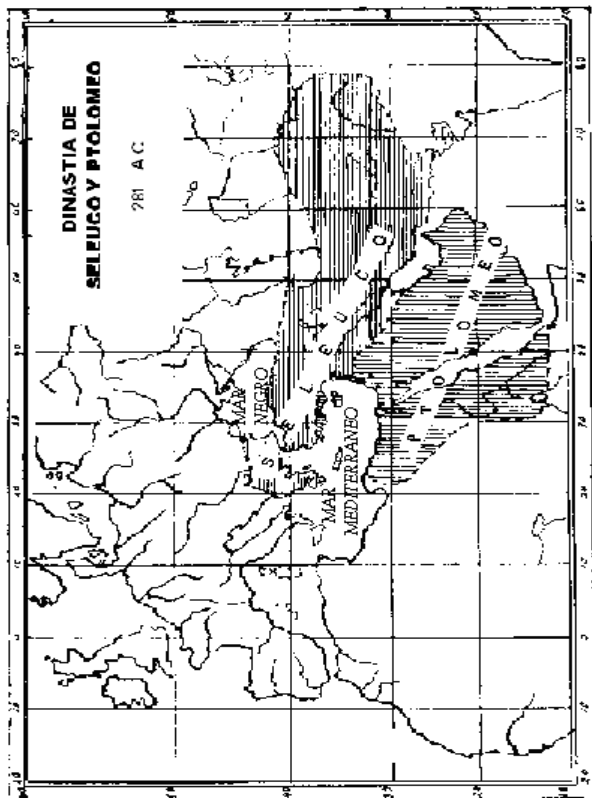 DINASTIA DE
SELEUCO Y PTOLOMEO
281 A C
MAR
NEGRO
SELEUCO
MAR
MEDITERRANEO
PTOLOMEO